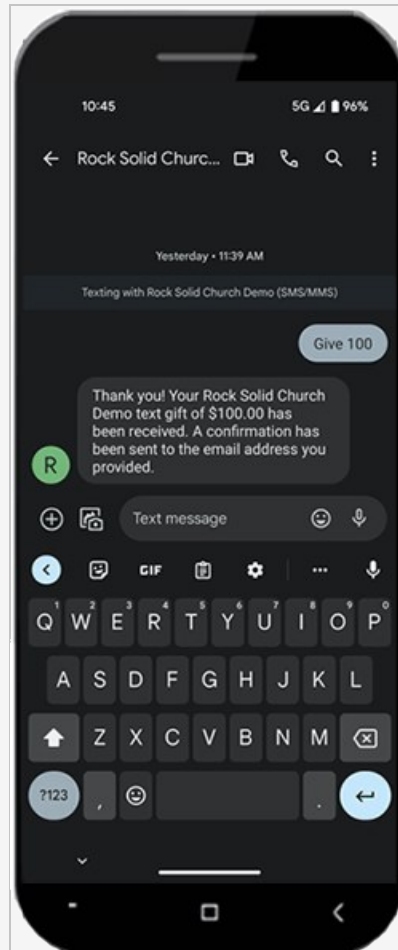 10:45 5G 96%
Rock Solid Churc...
Yesterday • 11:39 AM
Texting with Rock Solid Church Demo (SMS/MMS)
Give 100
Thank you! Your Rock Solid Church
Demo text gift of $100.00 has
been received. A confirmation has
been sent to the email address you
provided.
R
Text message
GIF
1 2 3 4 5 6 7 8 9 0
Q W E R T Y U I O P
A S D F G H J K L
Z X C V B N M
?123 , .